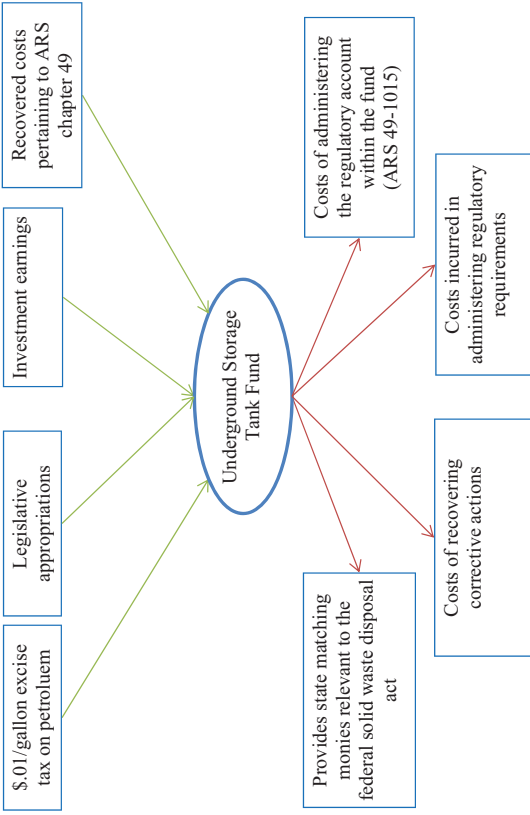 $.01/gallon excise
tax on petroluem
Legislative
appropriations
Investment earnings
Recovered costs
pertaining to ARS
chapter 49
Underground Storage
Tank Fund
Provides state matching
monies relevant to the
federal solid waste disposal
act
Costs of recovering
corrective actions
Costs incurred in
administering regulatory
requirements
Costs of administering
the regulatory account
within the fund
(ARS 49-1015)